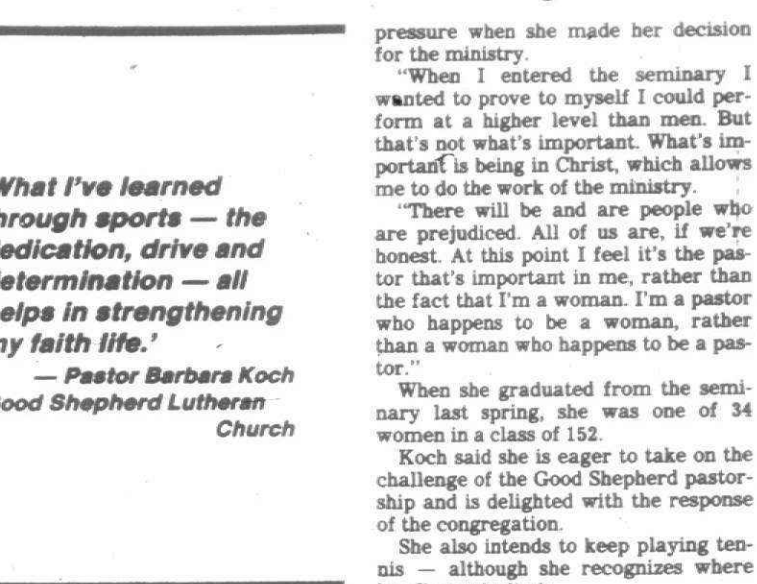 What I've learned
through sports — the
dedication, drive and
determination — all
helps in strengthening
my faith life.'
— Pastor Barbara Koch
Good Shepherd Lutheran
Church
pressure when she made her decision
for the ministry.
"When I entered the seminary I
wanted to prove to myself I could per-
form at a higher level than men. But
that's not what's important. What's im-
portant is being in Christ, which allows
me to do the work of the ministry.
"There will be and are people who
are prejudiced. All of us are, if we're
honest. At this point I feel it's the pas-
tor that's important in me, rather than
the fact that I'm a woman. I'm a pastor
who happens to be a woman, rather
than a woman who happens to be a pas-
tor."
When she graduated from the semi-
nary last spring, she was one of 34
women in a class of 152.
Koch said she is eager to take on the
challenge of the Good Shepherd pastor-
ship and is delighted with the response
of the congregation.
She also intends to keep playing ten-
nis — although she recognizes where